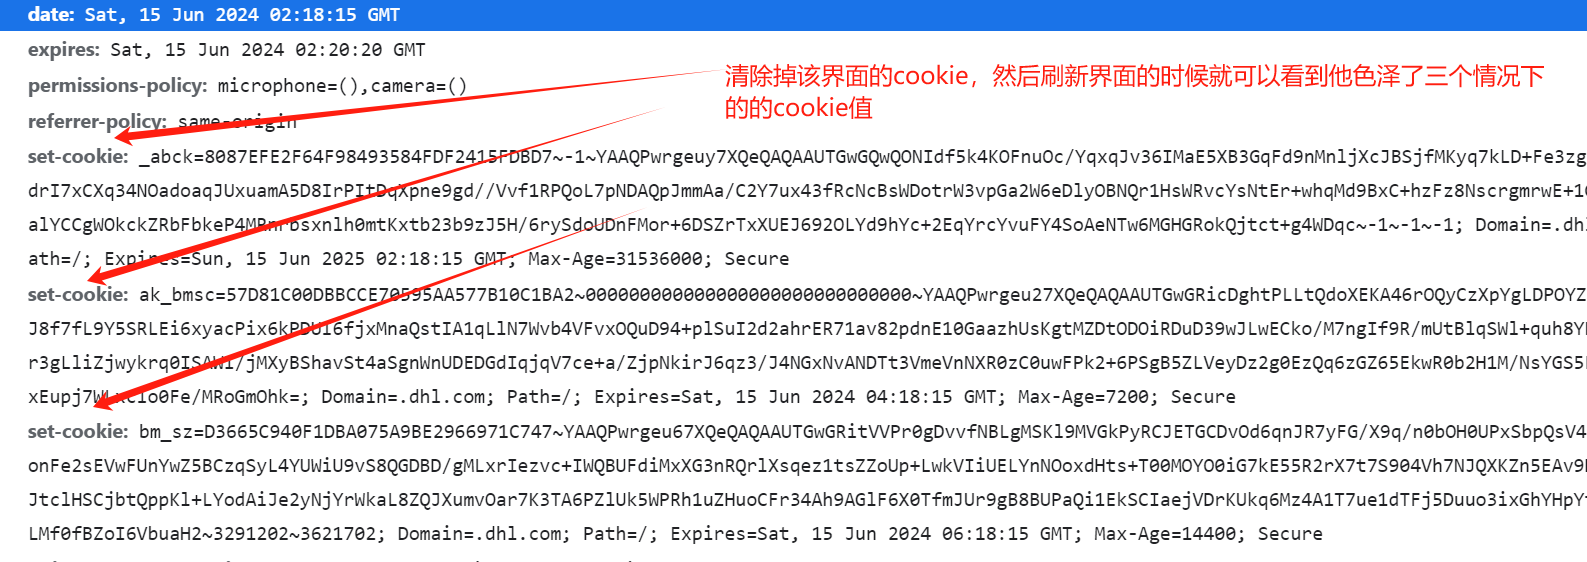 date: Sat, 15 Jun 2024 02:18:15 GMT
expires: Sat, 15 Jun 2024 02:20:20 GMT
清除掉该界面的cookie，然后刷新界面的时候就可以看到他色泽了三个情况下
的的cookie值
permissions-policy: microphone=(),camera=()
referrer-policy: same-origin
set-cookie: _abck=8087EFE2F64F98493584FDF2415FDBD7~-1~YAAQPwrgeuy7XQeQAQAAUTGwGQwQONIdf5k4KOFnuOc/YqxqJv36IMaE5XB3GqFd9nMnljXcJBSjfMKyq7kLD+Fe3zg
drI7xCXq34NOadoaqJUxuamA5D8IrPItDqXpne9gd//Vvf1RPQoL7pNDAQpJmmAa/C2Y7ux43fRcNcBsWDotrW3vpGa2W6eDlyOBNQr1HsWRvcYsNtEr+whqMd9BxC+hzFz8NscrgmrwE+1
alYCCgWOkckZRbFbkeP4MRnrbsxnlh0mtKxtb23b9zJ5H/6rySdoUDnFMor+6DSZrTxXUEJ692OLYd9hYc+2EqYrcYvuFY4SoAeNTw6MGHGRokQjtct+g4WDqc~-1~-1~-1; Domain=.dhl
ath=/; Expires=Sun, 15 Jun 2025 02:18:15 GMT; Max-Age=31536000; Secure
set-cookie: ak_bmsc=57D81C00DBBCCE70595AA577B10C1BA2~000000000000000000000000000000~YAAQPwrgeu27XQeQAQAAUTGwGRicDghtPLLtQdoXEKA46rOQyCzXpYgLDPOYZ
J8f7fL9Y5SRLEi6xyacPix6kPDUI6fjxMnaQstIA1qLlN7Wvb4VFvxOQuD94+plSuI2d2ahrER71av82pdnE10GaazhUsKgtMZDtODOiRDuD39wJLwECko/M7ngIf9R/mUtBlqSWl+quh8Y
r3gLliZjwykrq0ISAW1/jMXyBShavSt4aSgnWnUDEDGdIqjqV7ce+a/ZjpNkirJ6qz3/J4NGxNvANDTt3VmeVnNXR0zC0uwFPk2+6PSgB5ZLVeyDz2g0EzQq6zGZ65EkwR0b2H1M/NsYGS5
xEupj7WLxcIo0Fe/MRoGmOhk=; Domain=.dhl.com; Path=/; Expires=Sat, 15 Jun 2024 04:18:15 GMT; Max-Age=7200; Secure
set-cookie: bm_sz=D3665C940F1DBA075A9BE2966971C747~YAAQPwrgeu67XQeQAQAAUTGwGRitVVPr0gDvvfNBLgMSKl9MVGkPyRCJETGCDvOd6qnJR7yFG/X9q/n0bOH0UPxSbpQsV4
onFe2sEVwFUnYwZ5BCzqSyL4YUWiU9vS8QGDBD/gMLxrIezvc+IWQBUFdiMxXG3nRQrlXsqez1tsZZoUp+LwkVIiUELYnNOoxdHts+T00MOYO0iG7kE55R2rX7t7S904Vh7NJQXKZn5EAv9
JtclHSCjbtQppKl+LYodAiJe2yNjYrWkaL8ZQJXumvOar7K3TA6PZlUk5WPRh1uZHuoCFr34Ah9AGlF6X0TfmJUr9gB8BUPaQi1EkSCIaejVDrKUkq6Mz4A1T7ue1dTFj5Duuo3ixGhYHpY
LMf0fBZoI6VbuaH2~3291202~3621702; Domain=.dhl.com; Path=/; Expires=Sat, 15 Jun 2024 06:18:15 GMT; Max-Age=14400; Secure